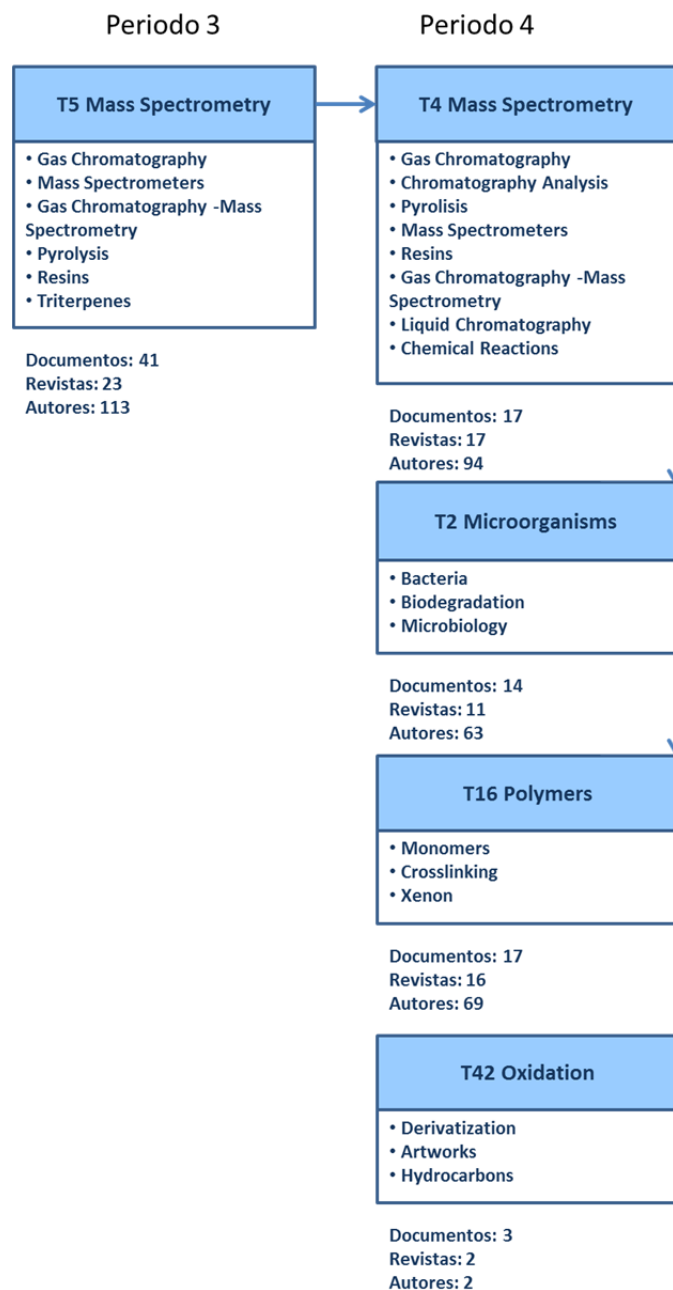 Periodo 3
Periodo 4
T5 Mass Spectrometry
• Gas Chromatography
• Mass Spectrometers
• Gas Chromatography -Mass
Spectrometry
• Pyrolysis
• Resins
• Triterpenes
Documentos: 41
Revistas: 23
Autores: 113
T4 Mass Spectrometry
• Gas Chromatography
• Chromatography Analysis
• Pyrolisis
• Mass Spectrometers
• Resins
• Gas Chromatography -Mass
Spectrometry
• Liquid Chromatography
• Chemical Reactions
Documentos: 17
Revistas: 17
Autores: 94
T2 Microorganisms
• Bacteria
• Biodegradation
• Microbiology
Documentos: 14
Revistas: 11
Autores: 63
T16 Polymers
• Monomers
• Crosslinking
• Xenon
Documentos: 17
Revistas: 16
Autores: 69
T42 Oxidation
• Derivatization
• Artworks
• Hydrocarbons
Documentos: 3
Revistas: 2
Autores: 2